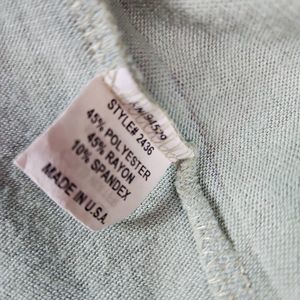 STYLE# 2436
45% POLYESTER
45% RAYON
10% SPANDEX
MADE IN U.S.A.